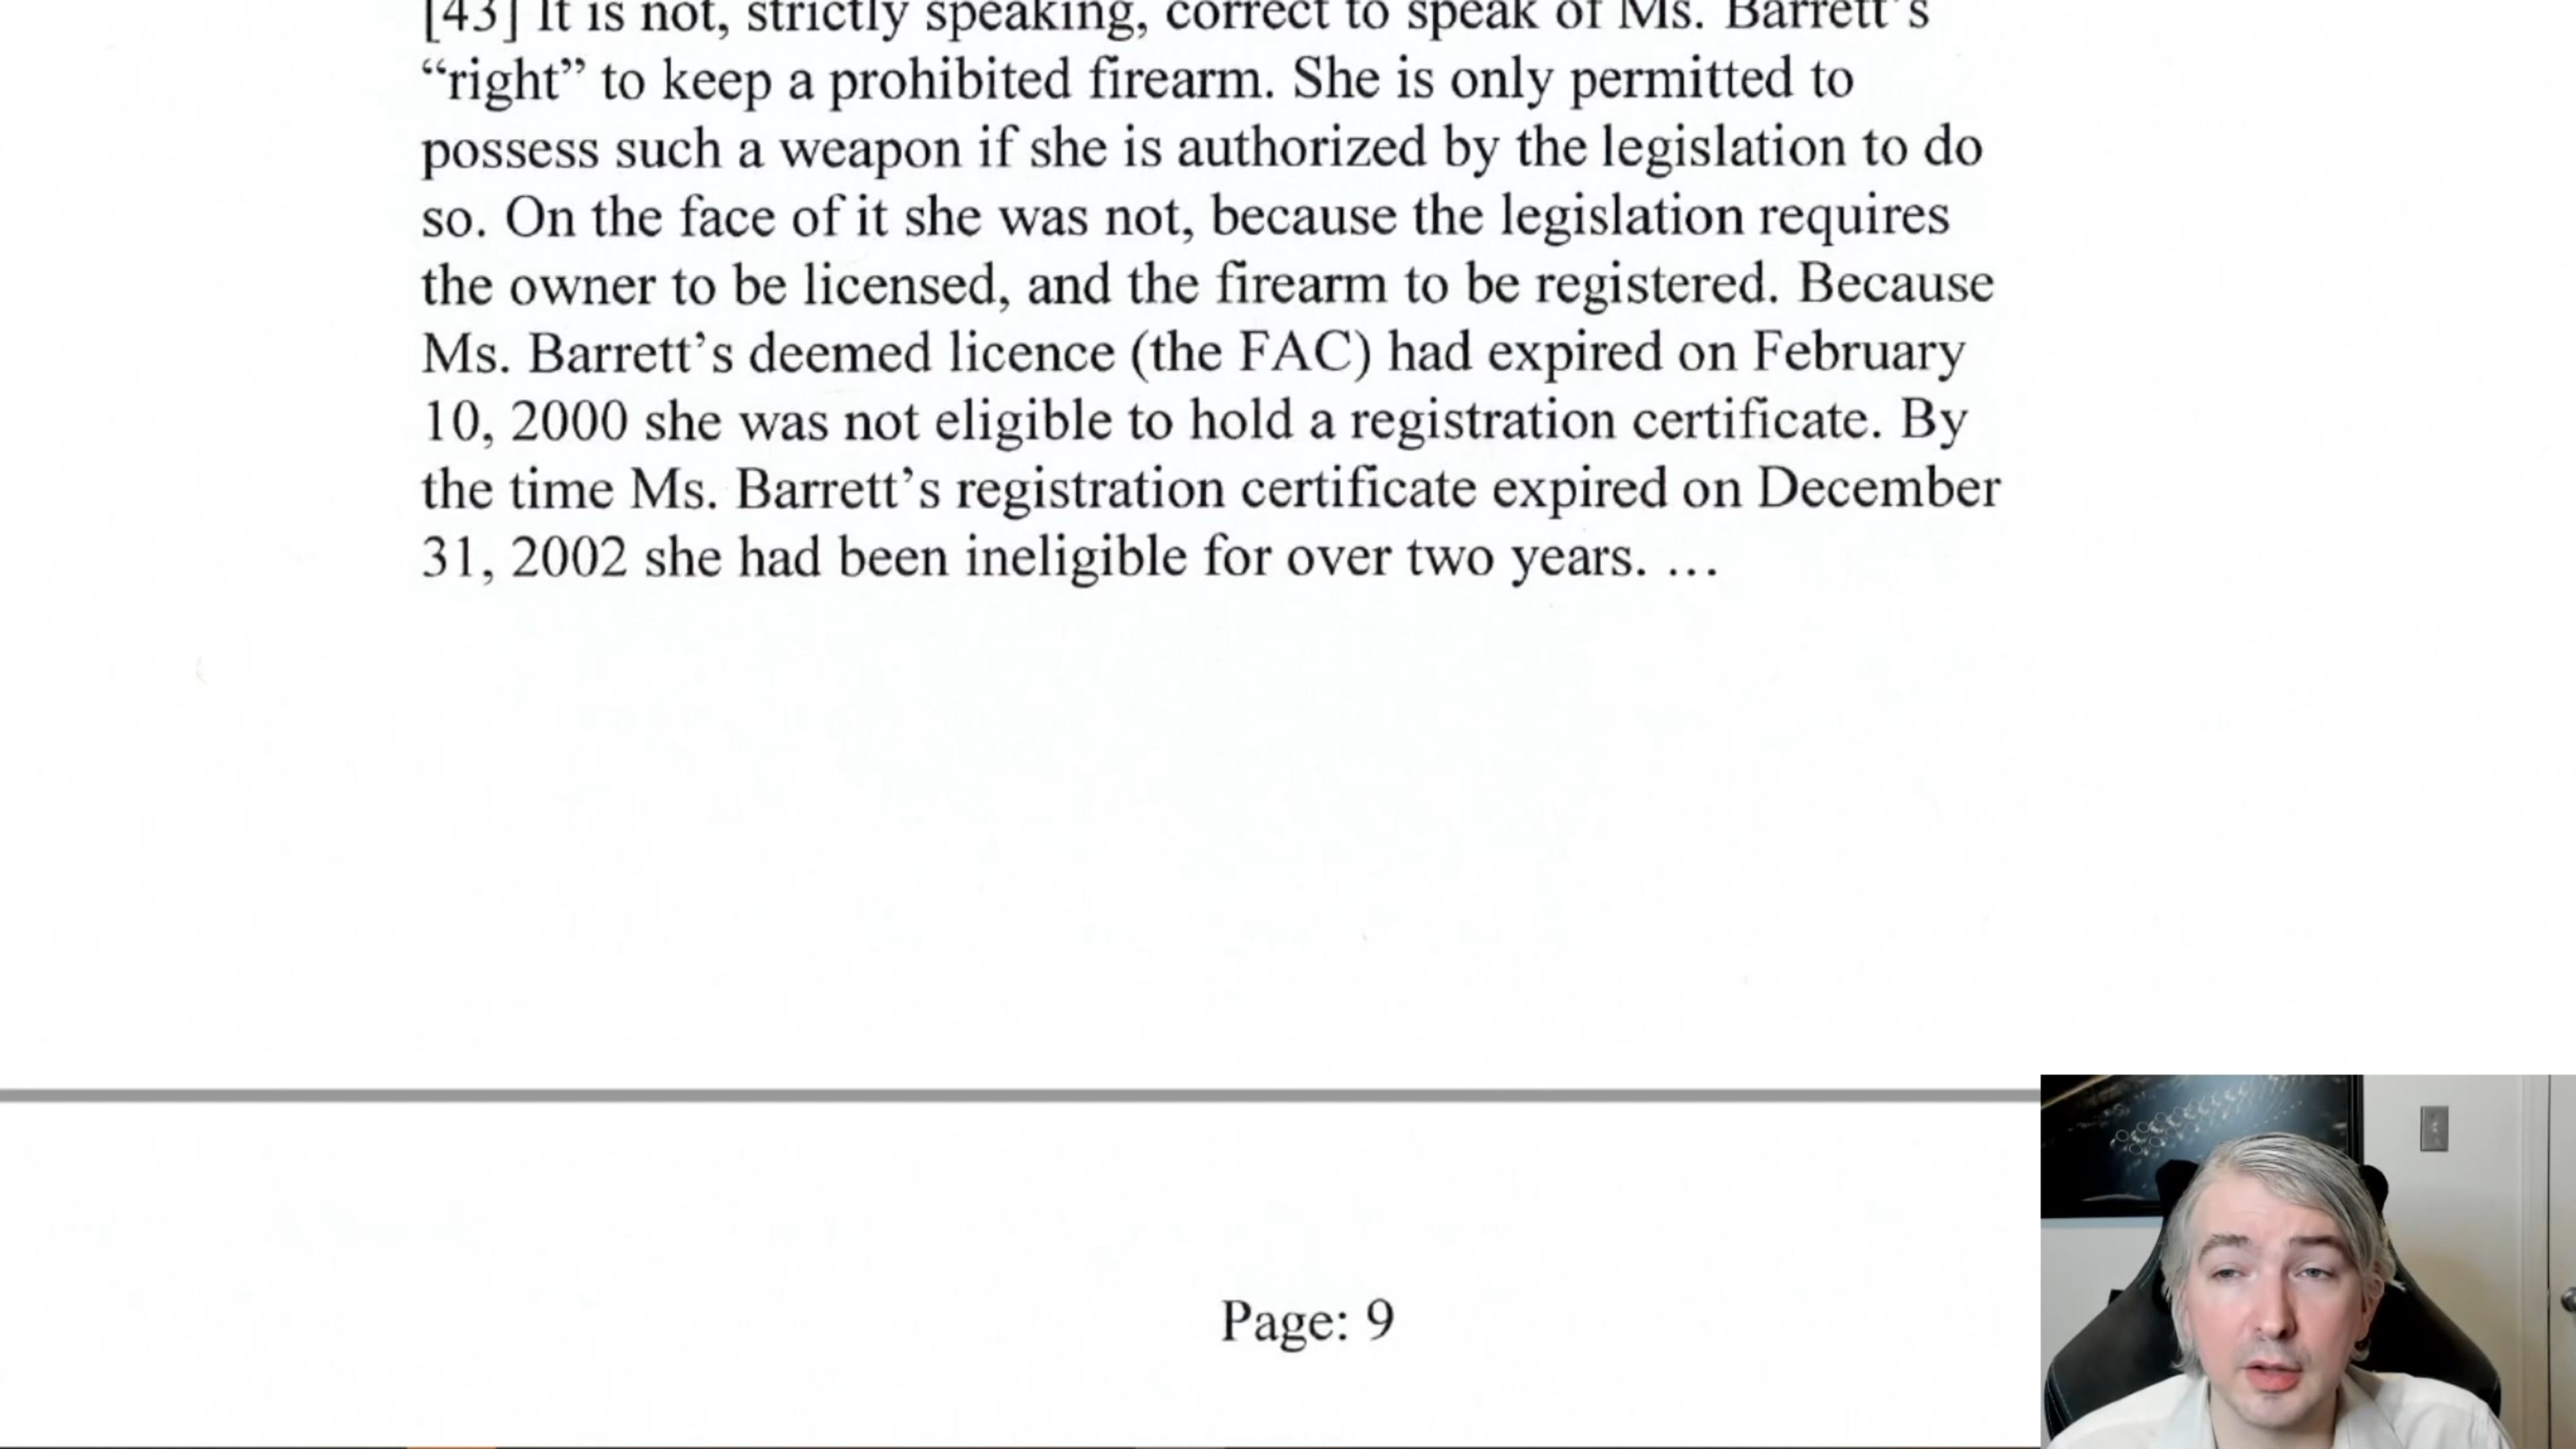 [43] It is not, strictly speaking, correct to speak of Ms. Barrett’s
“right” to keep a prohibited firearm. She is only permitted to
possess such a weapon if she is authorized by the legislation to do
so. On the face of it she was not, because the legislation requires
the owner to be licensed, and the firearm to be registered. Because
Ms. Barrett’s deemed licence (the FAC) had expired on February
10, 2000 she was not eligible to hold a registration certificate. By
the time Ms. Barrett’s registration certificate expired on December
31, 2002 she had been ineligible for over two years. …
Page: 9